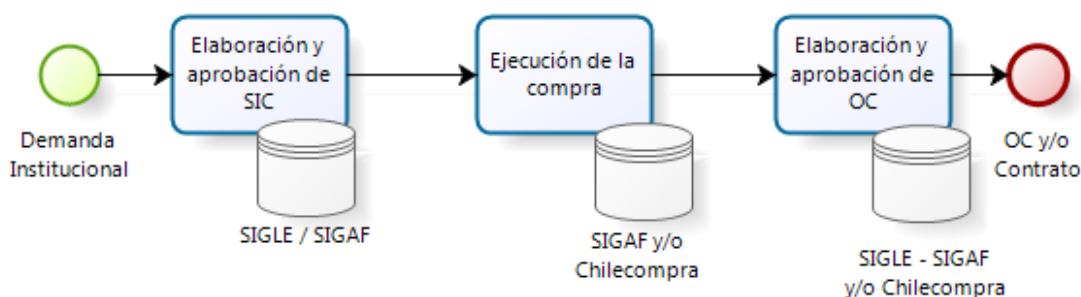 Elaboración y
aprobación de
SIC
Ejecución de la
compra
Elaboración y
aprobación de
OC
Demanda
Institucional
OC y/o
Contrato
SIGLE / SIGAF
SIGAF y/o
Chilecompra
SIGLE - SIGAF
y/o Chilecompra